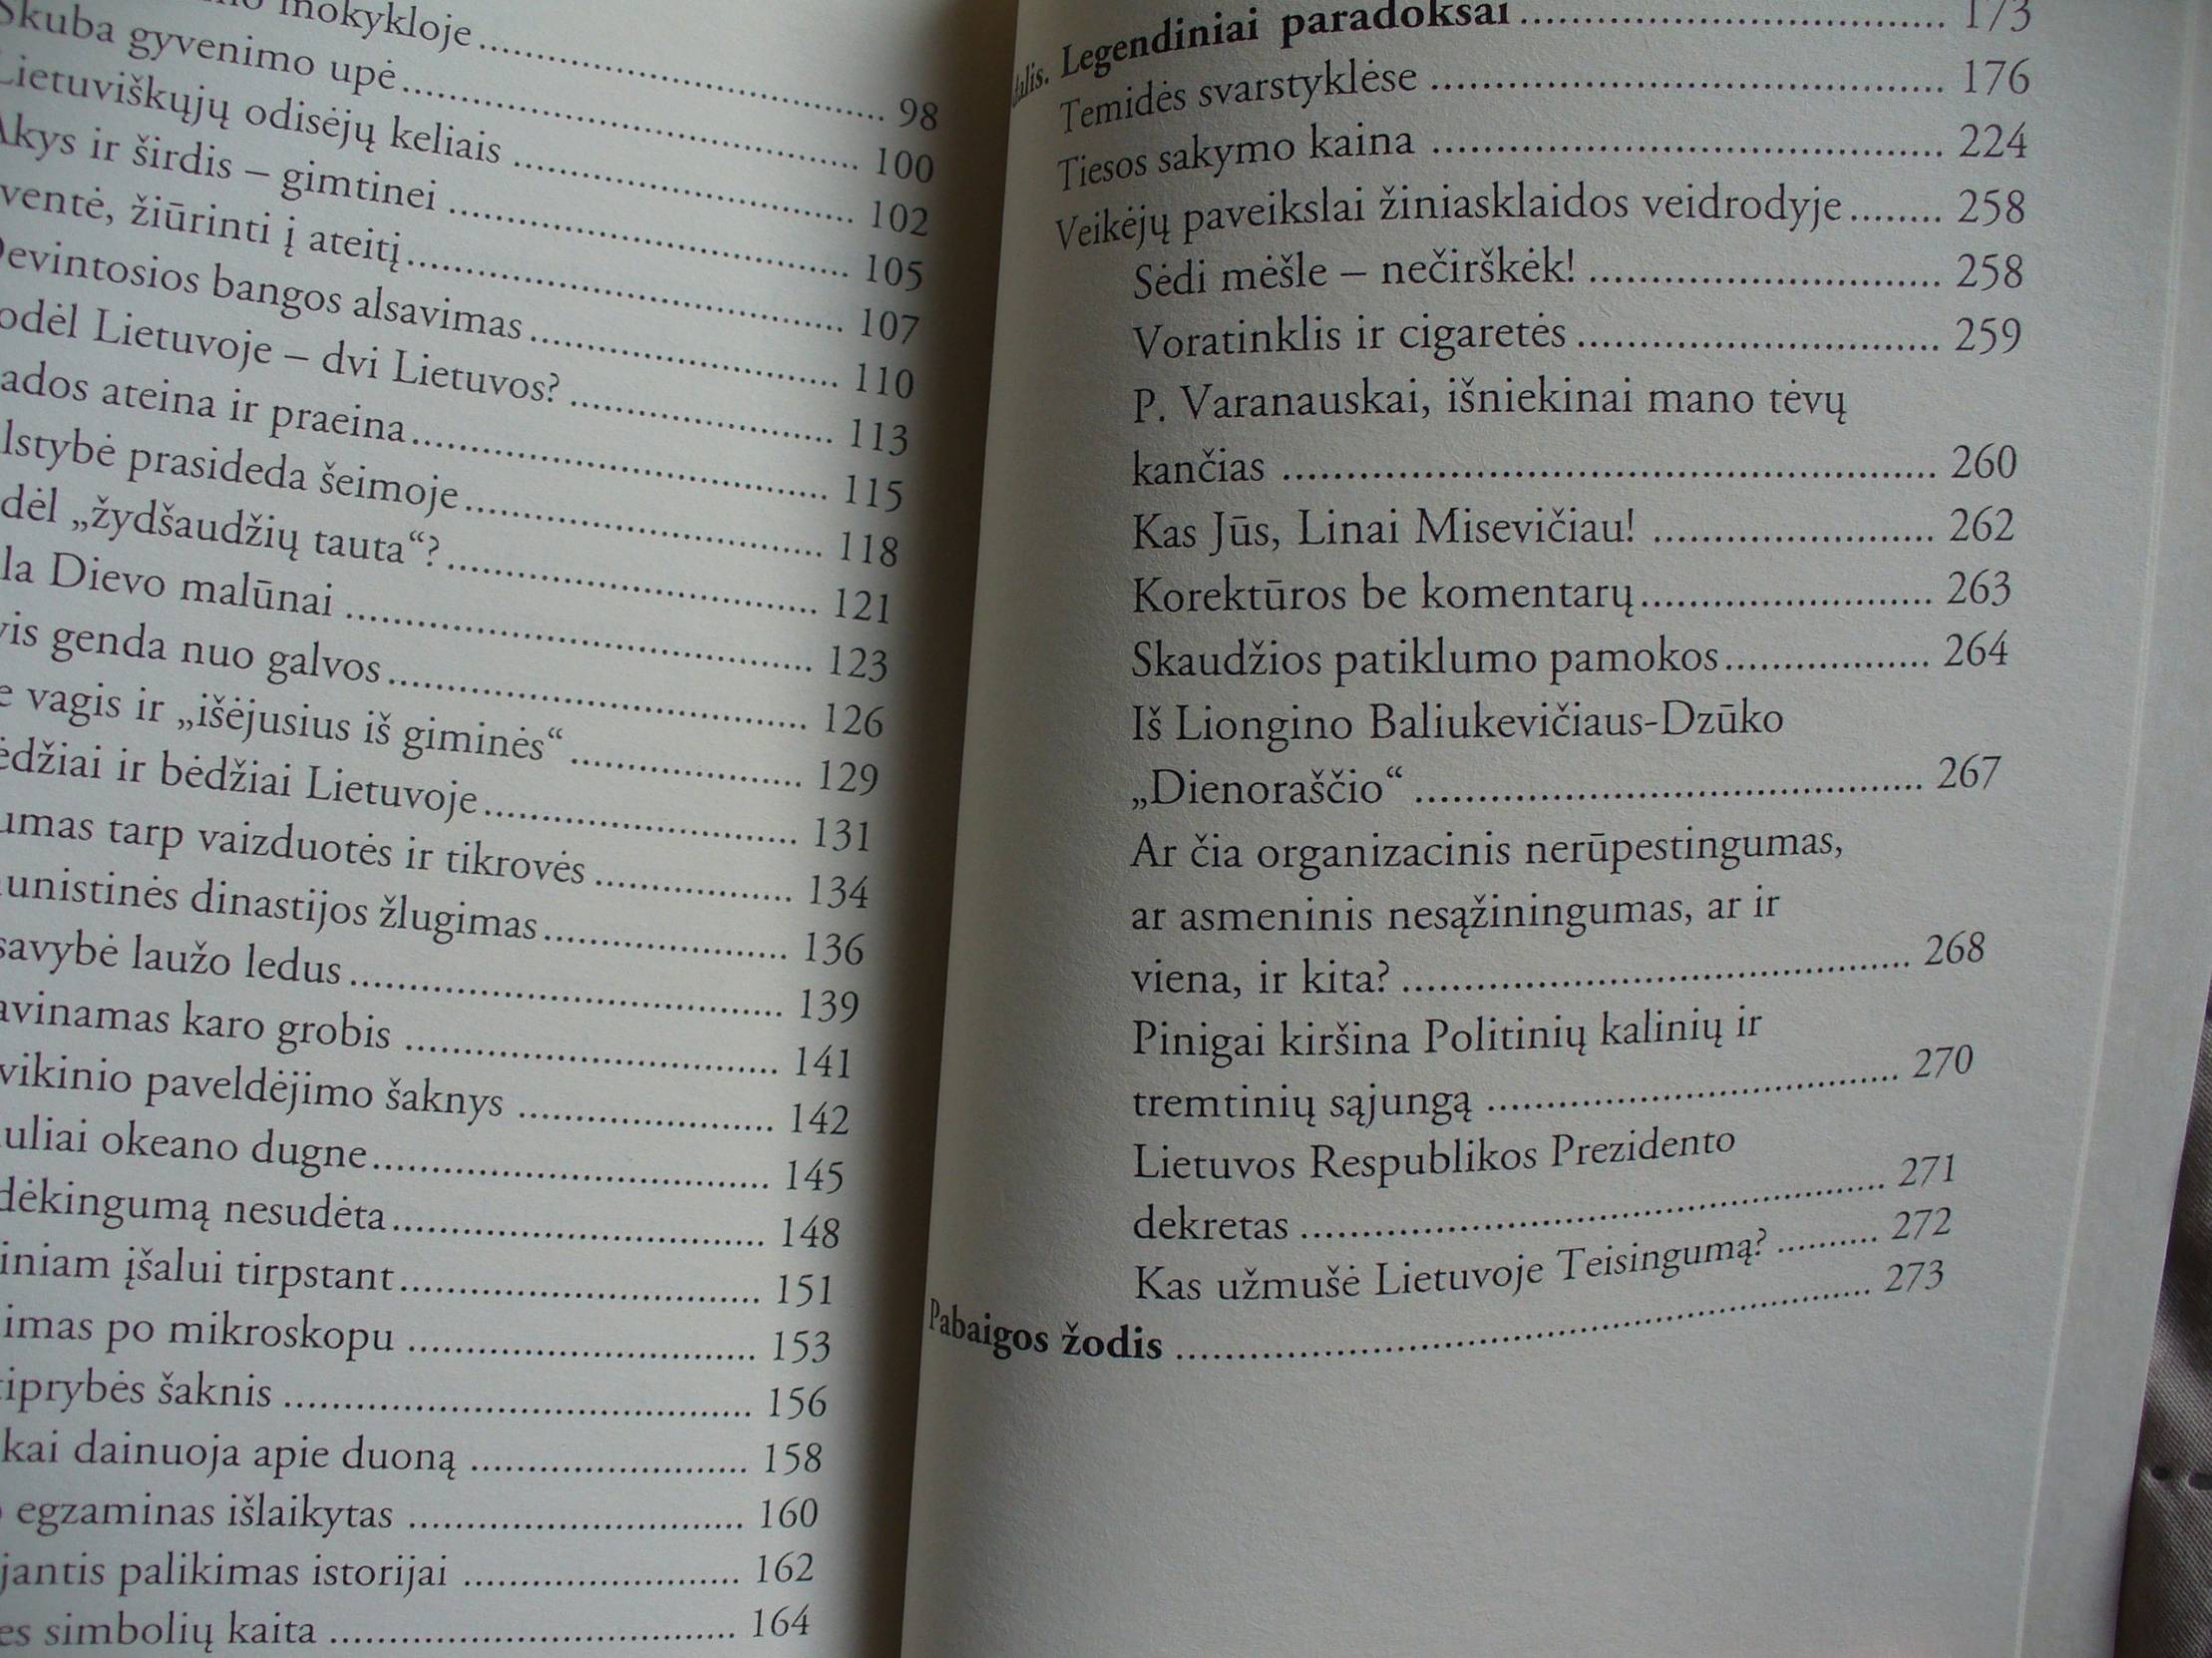 mokykloje 98
Skuba gyvenimo upė 100
Lietuviškųjų odisėjų keliais 102
Akys ir širdis – gimtinei 105
ventė, žiūrinti į ateitį 107
Devintosios bangos alsavimas 110
odėl Lietuvoje – dvi Lietuvos? 113
ados ateina ir praeina 115
lstybė prasideda šeimoje 118
dėl „žydšaudžių tauta“? 121
la Dievo malūnai 123
vis genda nuo galvos 126
e vagis ir „išėjusius iš giminės“ 129
ėdžiai ir bėdžiai Lietuvoje 131
umas tarp vaizduotės ir tikrovės 134
unistinės dinastijos žlugimas 136
savybė laužo ledus 139
avinamas karo grobis 141
vikinio paveldėjimo šaknys 142
uliai okeano dugne 145
dėkingumą nesudėta 148
iniam įšalui tirpstant 151
imas po mikroskopu 153
iprybės šaknis 156
kai dainuoja apie duoną 158
egzaminas išlaikytas 160
jantis palikimas istorijai 162
es simbolių kaita 164
dalis. Legendiniai paradoksai 173
Temidės svarstyklėse 176
Tiesos sakymo kaina 224
Veikėjų paveikslai žiniasklaidos veidrodyje 258
Sėdi mėšle – nečirškėk! 258
Voratinklis ir cigaretės 259
P. Varanauskai, išniekinai mano tėvų
kančias 260
Kas Jūs, Linai Misevičiau! 262
Korektūros be komentarų 263
Skaudžios patiklumo pamokos 264
Iš Liongino Baliukevičiaus-Dzūko
„Dienoraščio“ 267
Ar čia organizacinis nerūpestingumas,
ar asmeninis nesąžiningumas, ar ir
viena, ir kita? 268
Pinigai kiršina Politinių kalinių ir
tremtinių sąjungą 270
Lietuvos Respublikos Prezidento
dekretas 271
Kas užmušė Lietuvoje Teisingumą? 272
Pabaigos žodis 273